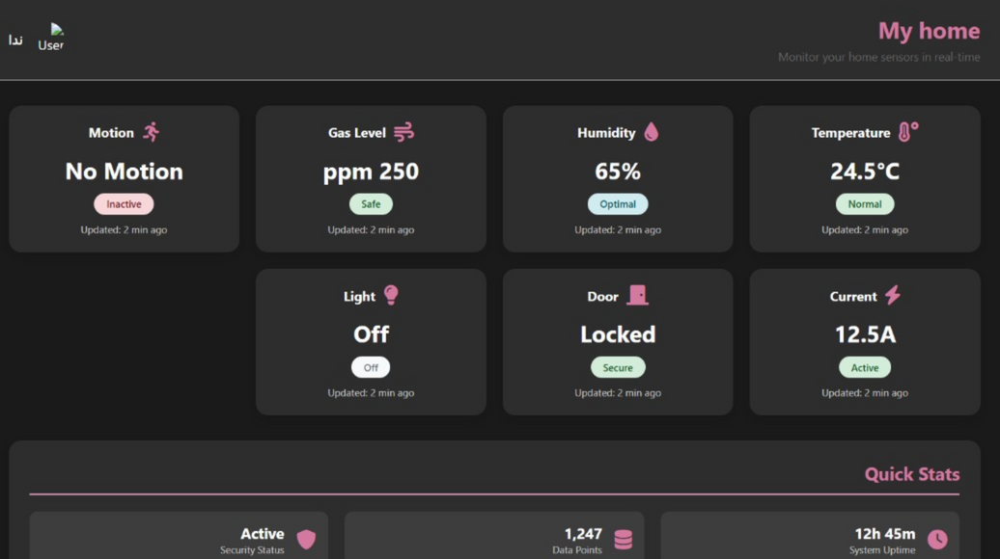 My home
Monitor your home sensors in real-time
User
ندا
Temperature
24.5°C
Normal
Updated: 2 min ago
Humidity
65%
Optimal
Updated: 2 min ago
Gas Level
ppm 250
Safe
Updated: 2 min ago
Motion
No Motion
Inactive
Updated: 2 min ago
Current
12.5A
Active
Updated: 2 min ago
Door
Locked
Secure
Updated: 2 min ago
Light
Off
Off
Updated: 2 min ago
Quick Stats
12h 45m
System Uptime
1,247
Data Points
Active
Security Status